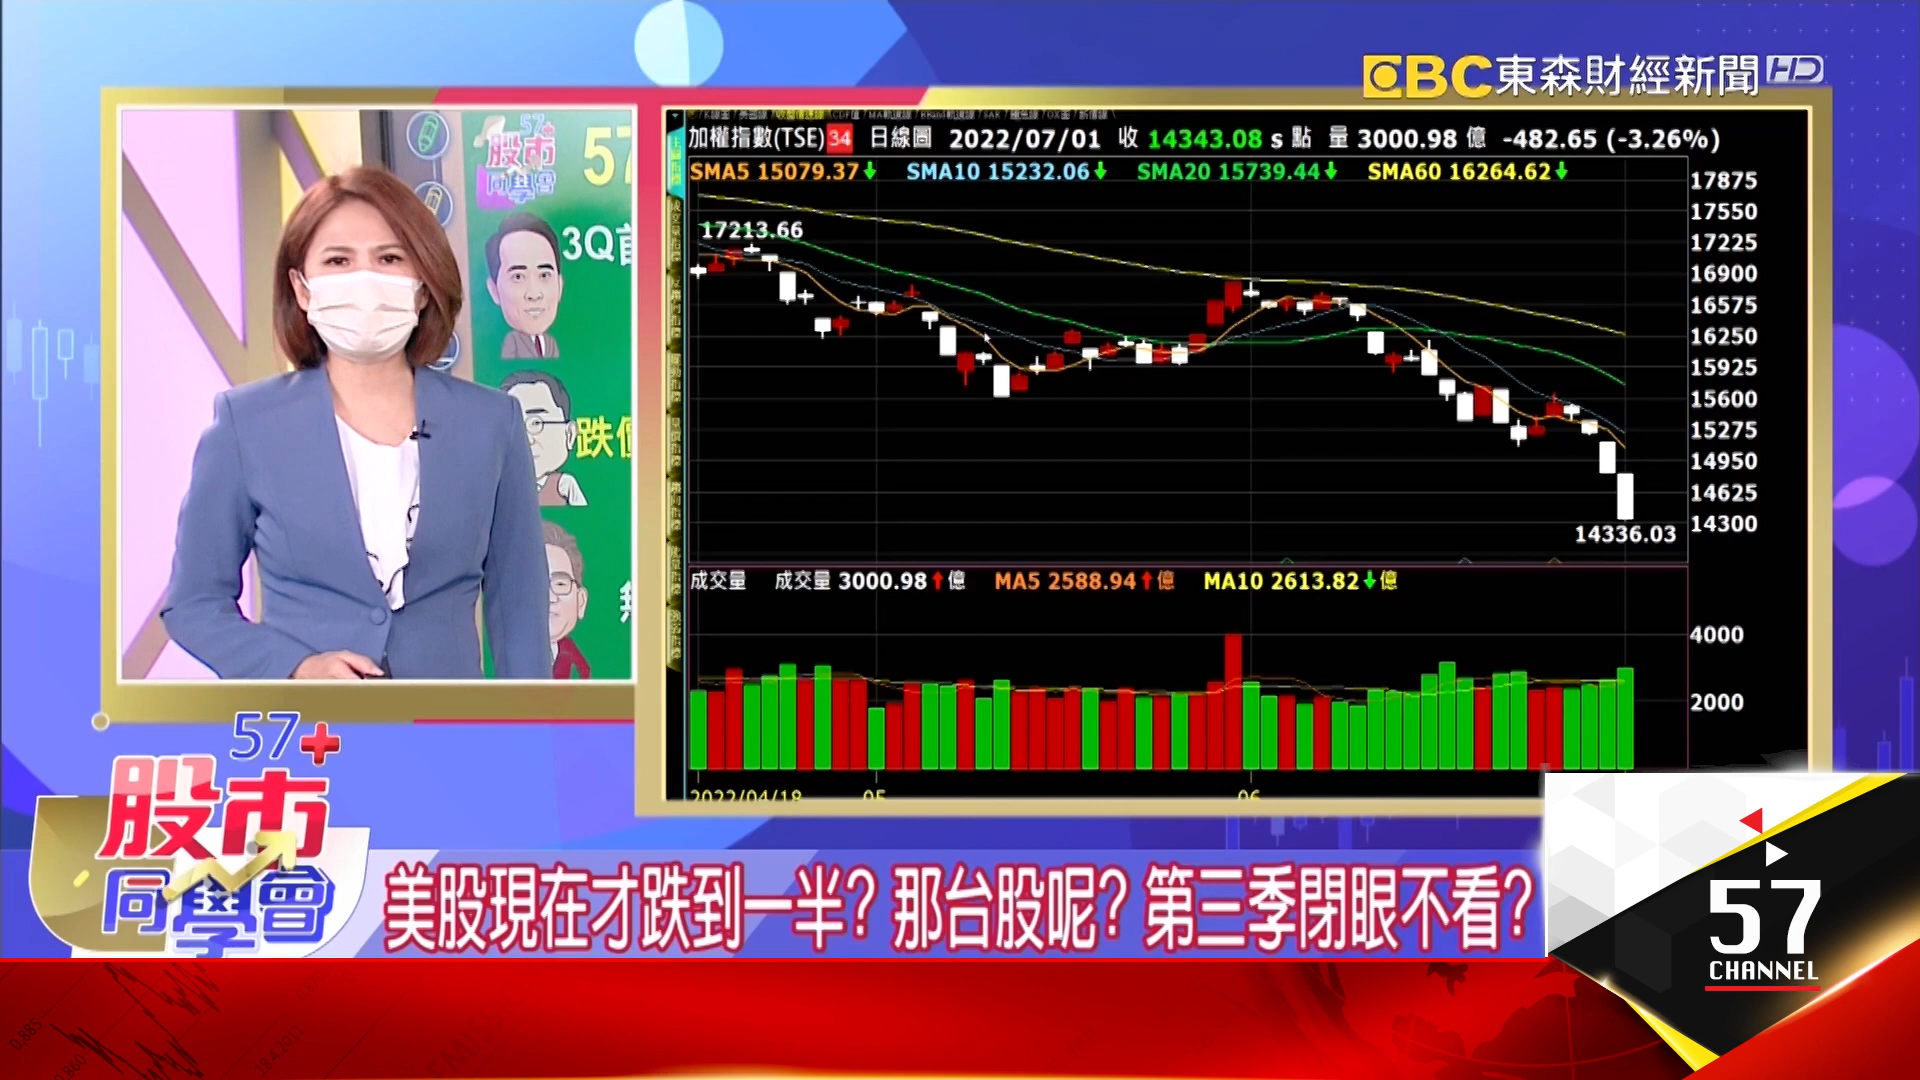 EBC東森財經新聞HD
57+
股市
同學會
57
3Q
跌
加權指數(TSE) 34 日線圖 2022/07/01 收 14343.08 s 點 量 3000.98 億 -482.65 (-3.26%)
SMA5 15079.37↓ SMA10 15232.06↓ SMA20 15739.44↓ SMA60 16264.62↓
17213.66
14336.03
17875
17550
17225
16900
16575
16250
15925
15600
15275
14950
14625
14300
成交量 成交量 3000.98↑億 MA5 2588.94↑億 MA10 2613.82↓億
4000
2000
2022/04/18 05 06
57+
股市
同學會
美股現在才跌到一半? 那台股呢? 第三季閉眼不看?
57
CHANNEL